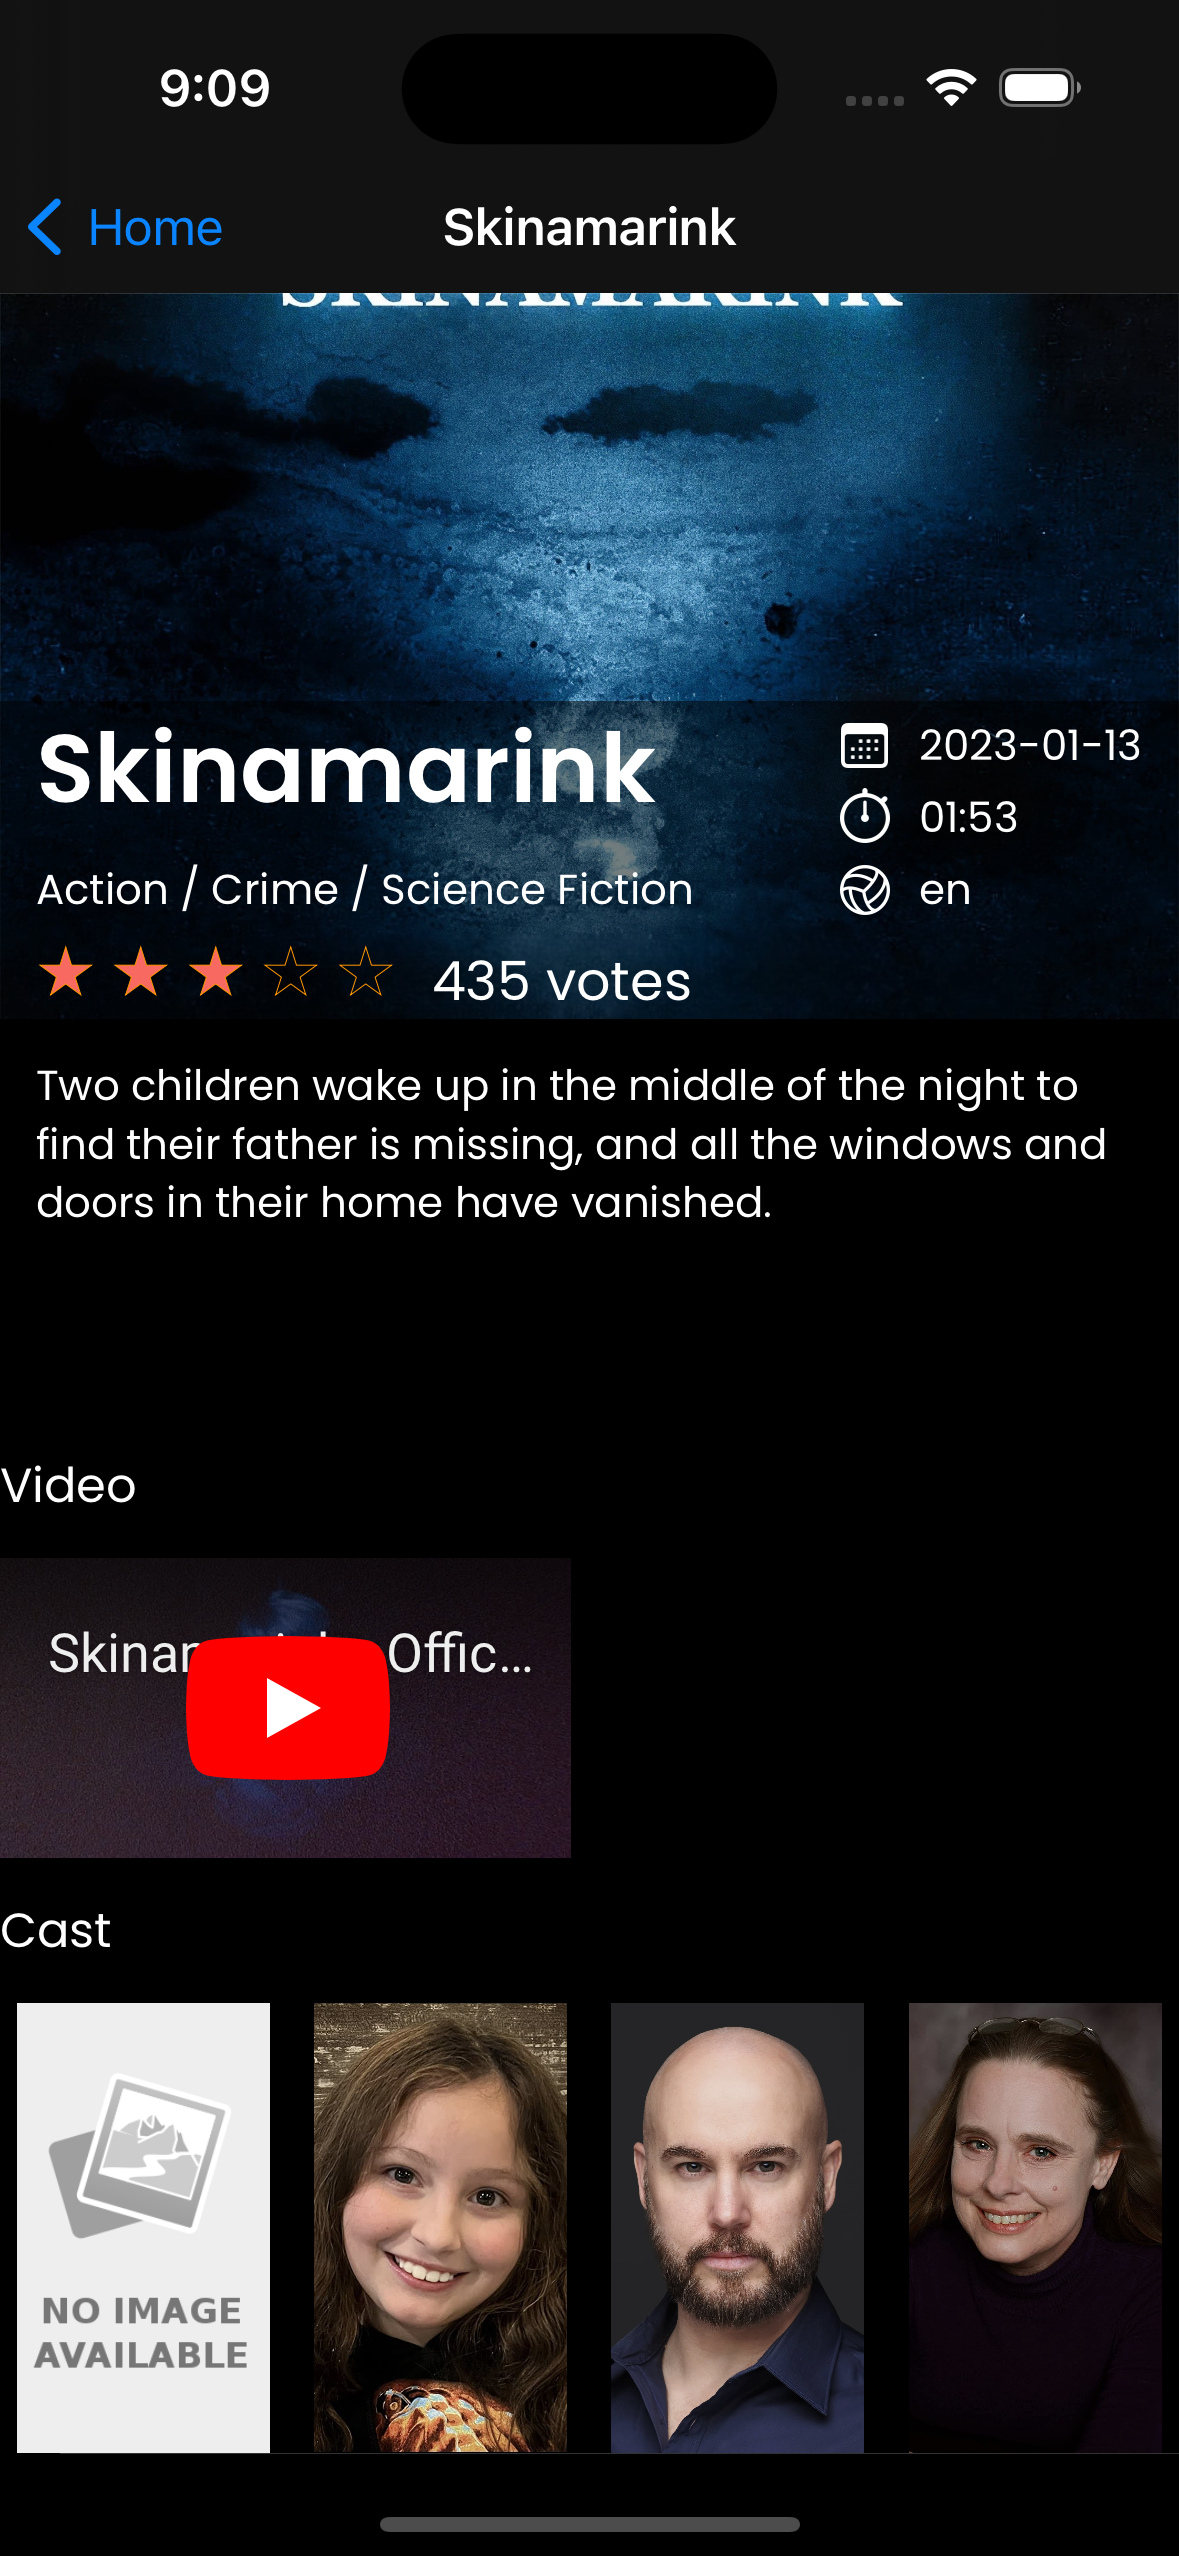 9:09
Home
Skinamarink
SKINAMARINK
Skinamarink
2023-01-13
01:53
Action / Crime / Science Fiction
en
435 votes
Two children wake up in the middle of the night to
find their father is missing, and all the windows and
doors in their home have vanished.
Video
Offic...
Cast
NO IMAGE
AVAILABLE